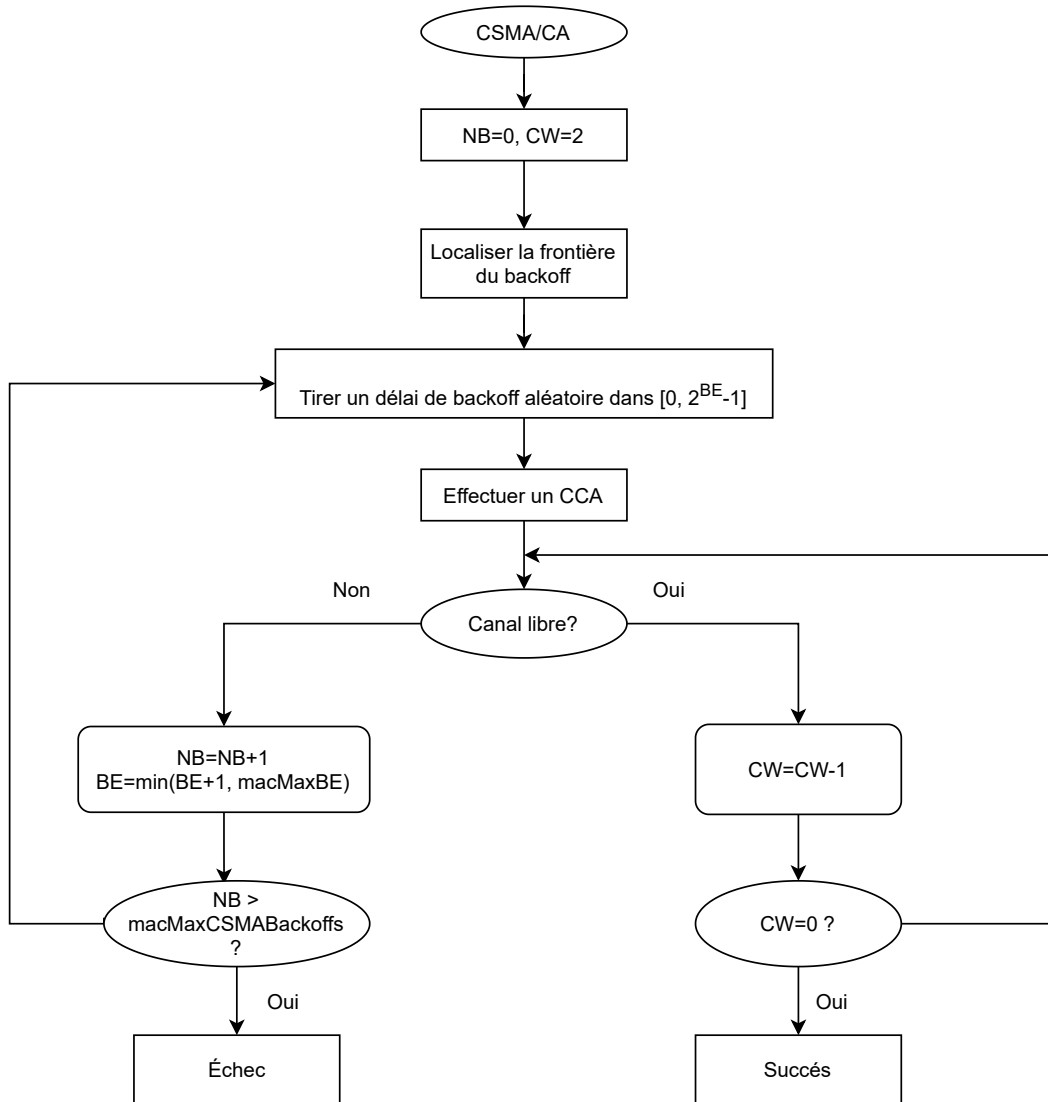 CSMA/CA
NB=0, CW=2
Localiser la frontière
du backoff
Tirer un délai de backoff aléatoire dans [0, 2^BE-1]
Effectuer un CCA
Non
Oui
Canal libre?
NB=NB+1
BE=min(BE+1, macMaxBE)
CW=CW-1
NB >
macMaxCSMABackoffs
?
CW=0 ?
Oui
Oui
Échec
Succés